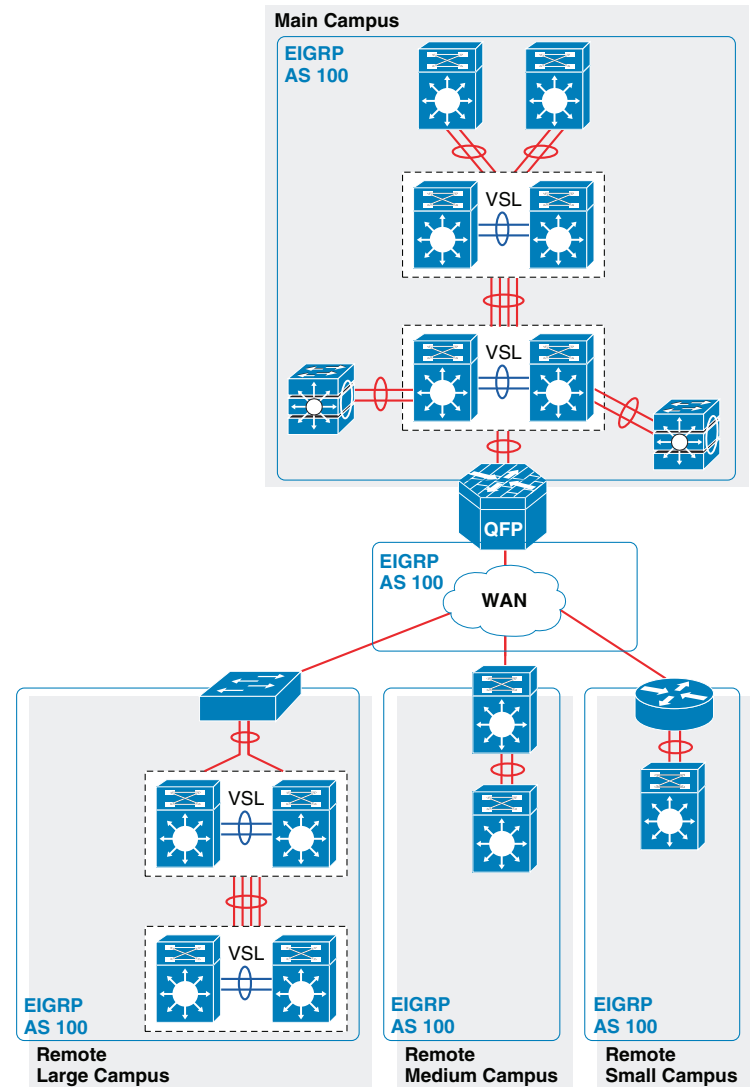 Main Campus
EIGRP
AS 100
VSL
VSL
QFP
EIGRP
AS 100
WAN
VSL
VSL
EIGRP
AS 100
Remote
Large Campus
EIGRP
AS 100
Remote
Medium Campus
EIGRP
AS 100
Remote
Small Campus